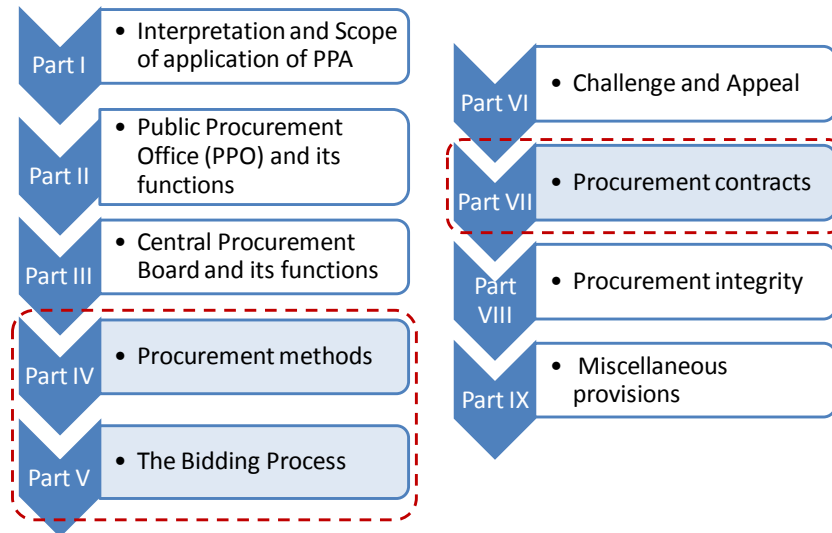 Part I
• Interpretation and Scope
of application of PPA
Part II
• Public Procurement
Office (PPO) and its
functions
Part III
• Central Procurement
Board and its functions
Part IV
• Procurement methods
Part V
• The Bidding Process
Part VI
• Challenge and Appeal
Part VII
• Procurement contracts
Part
VIII
• Procurement integrity
Part IX
• Miscellaneous
provisions